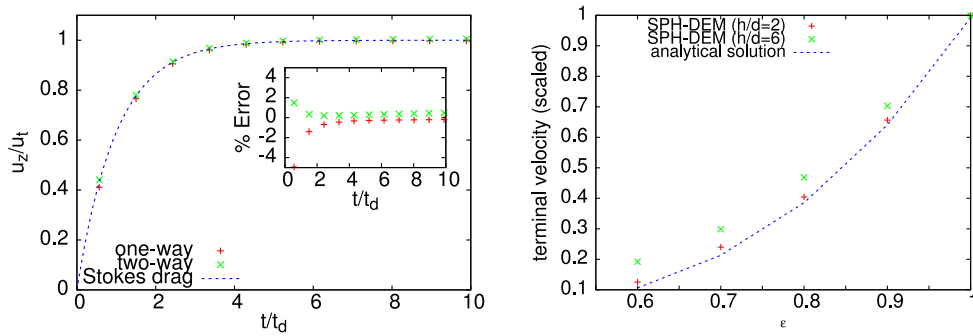 1
0.8
0.6
0.4
0.2
0
0 2 4 6 8 10
u_z/u_t
t/t_d
one-way
two-way
Stokes drag
4
2
0
-2
-4
0 2 4 6 8 10
% Error
t/t_d
1
0.9
0.8
0.7
0.6
0.5
0.4
0.3
0.2
0.1
0.6 0.7 0.8 0.9 1
terminal velocity (scaled)
ε
SPH-DEM (h/d=2)
SPH-DEM (h/d=6)
analytical solution